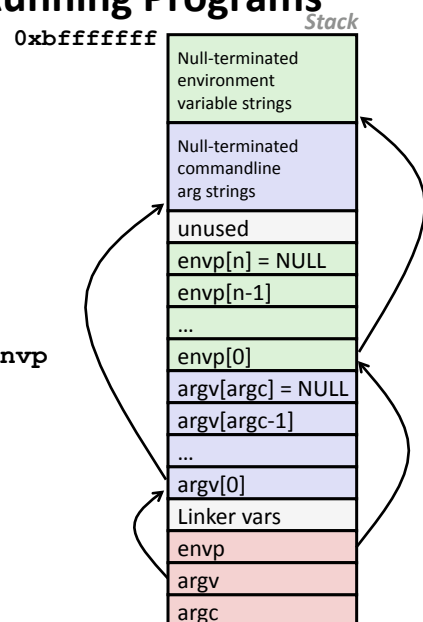 unning Programs
Stack
0xbfffffff
Null-terminated
environment
variable strings
Null-terminated
commandline
arg strings
unused
envp[n] = NULL
envp[n-1]
…
nvp
envp[0]
argv[argc] = NULL
argv[argc-1]
…
argv[0]
Linker vars
envp
argv
argc